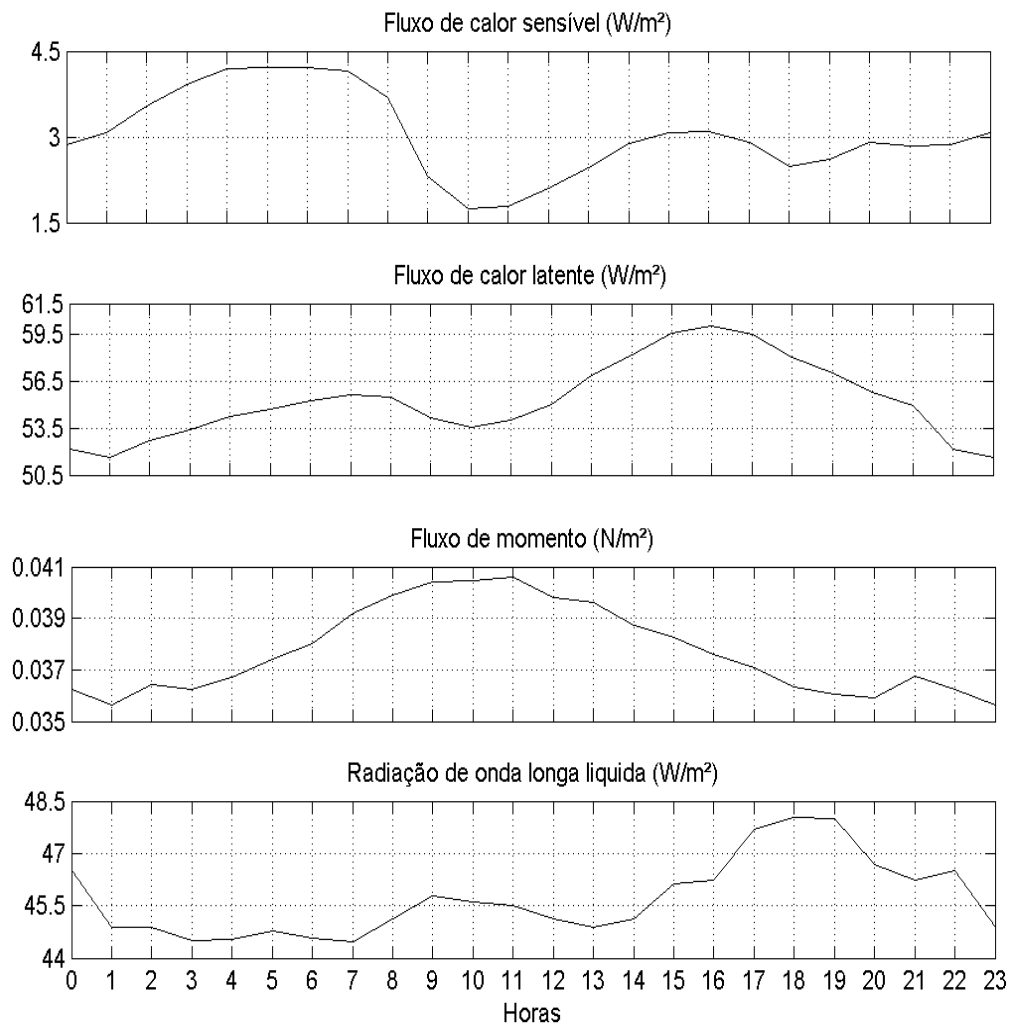 Fluxo de calor sensível (W/m²)
4.5
3
1.5
Fluxo de calor latente (W/m²)
61.5
59.5
56.5
53.5
50.5
Fluxo de momento (N/m²)
0.041
0.039
0.037
0.035
Radiação de onda longa liquida (W/m²)
48.5
47
45.5
44
0 1 2 3 4 5 6 7 8 9 10 11 12 13 14 15 16 17 18 19 20 21 22 23
Horas